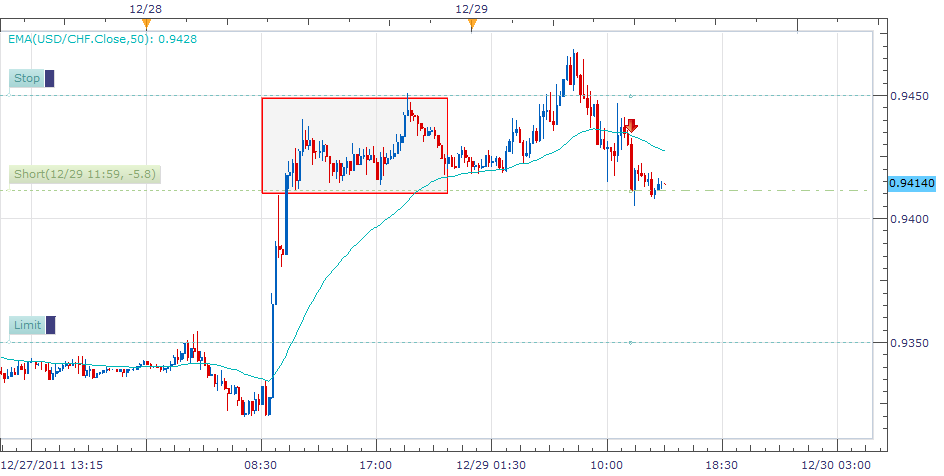 12/28 12/29
EMA(USD/CHF.Close,50): 0.9428
Stop
0.9450
Short(12/29 11:59, -5.8)
0.94140
0.9400
Limit
0.9350
12/27/2011 13:15 08:30 17:00 12/29 01:30 10:00 18:30 12/30 03:00